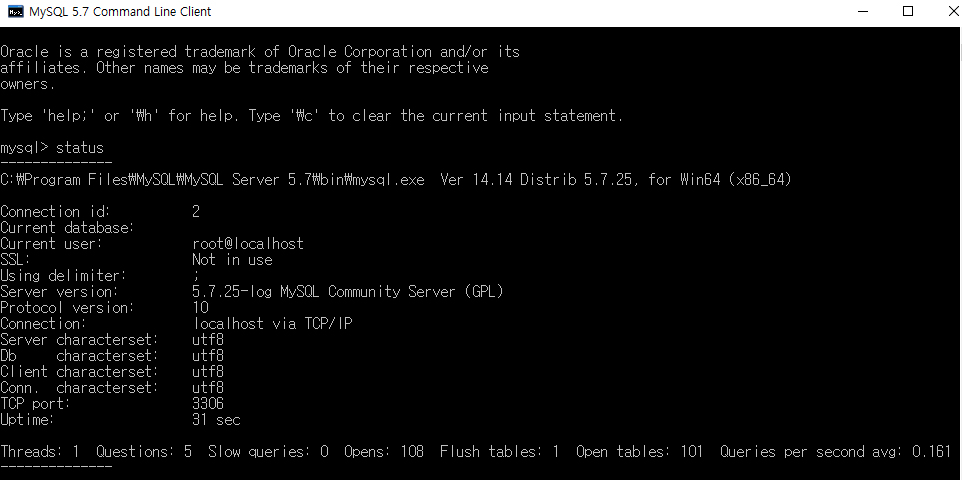 MySQL 5.7 Command Line Client
Oracle is a registered trademark of Oracle Corporation and/or its
affiliates. Other names may be trademarks of their respective
owners.
Type 'help;' or '₩h' for help. Type '₩c' to clear the current input statement.
mysql> status
--------------
C:₩Program Files₩MySQL₩MySQL Server 5.7₩bin₩mysql.exe  Ver 14.14 Distrib 5.7.25, for Win64 (x86_64)
Connection id:          2
Current database:
Current user:           root@localhost
SSL:                    Not in use
Using delimiter:        ;
Server version:         5.7.25-log MySQL Community Server (GPL)
Protocol version:       10
Connection:             localhost via TCP/IP
Server characterset:    utf8
Db     characterset:    utf8
Client characterset:    utf8
Conn.  characterset:    utf8
TCP port:               3306
Uptime:                 31 sec
Threads: 1  Questions: 5  Slow queries: 0  Opens: 108  Flush tables: 1  Open tables: 101  Queries per second avg: 0.161
--------------